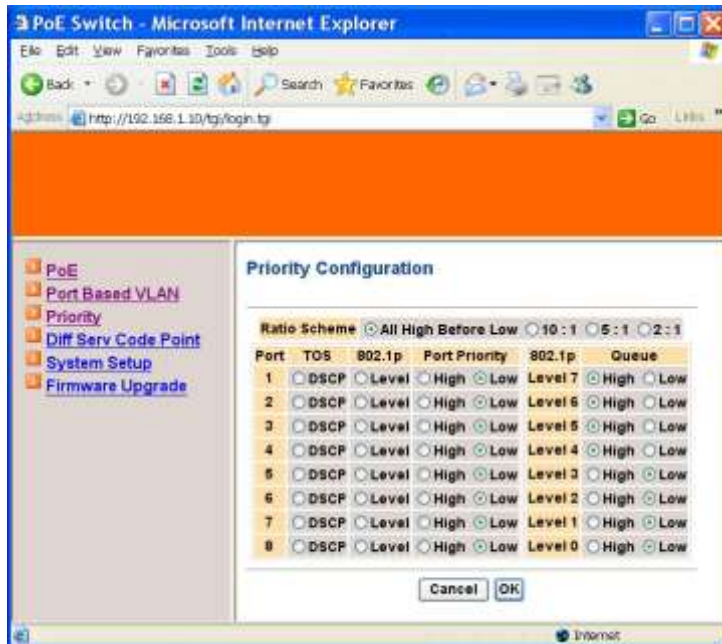 PoE Switch - Microsoft Internet Explorer
File Edit View Favorites Tools Help
Back Search Favorites
Address http://192.168.1.10/tgi/login.tgi Go Links »
PoE
Port Based VLAN
Priority
Diff Serv Code Point
System Setup
Firmware Upgrade
Priority Configuration
Ratio Scheme All High Before Low 10 : 1 5 : 1 2 : 1
Port TOS 802.1p Port Priority 802.1p Queue
1 DSCP Level High Low Level 7 High Low
2 DSCP Level High Low Level 6 High Low
3 DSCP Level High Low Level 5 High Low
4 DSCP Level High Low Level 4 High Low
5 DSCP Level High Low Level 3 High Low
6 DSCP Level High Low Level 2 High Low
7 DSCP Level High Low Level 1 High Low
8 DSCP Level High Low Level 0 High Low
Cancel OK
Internet